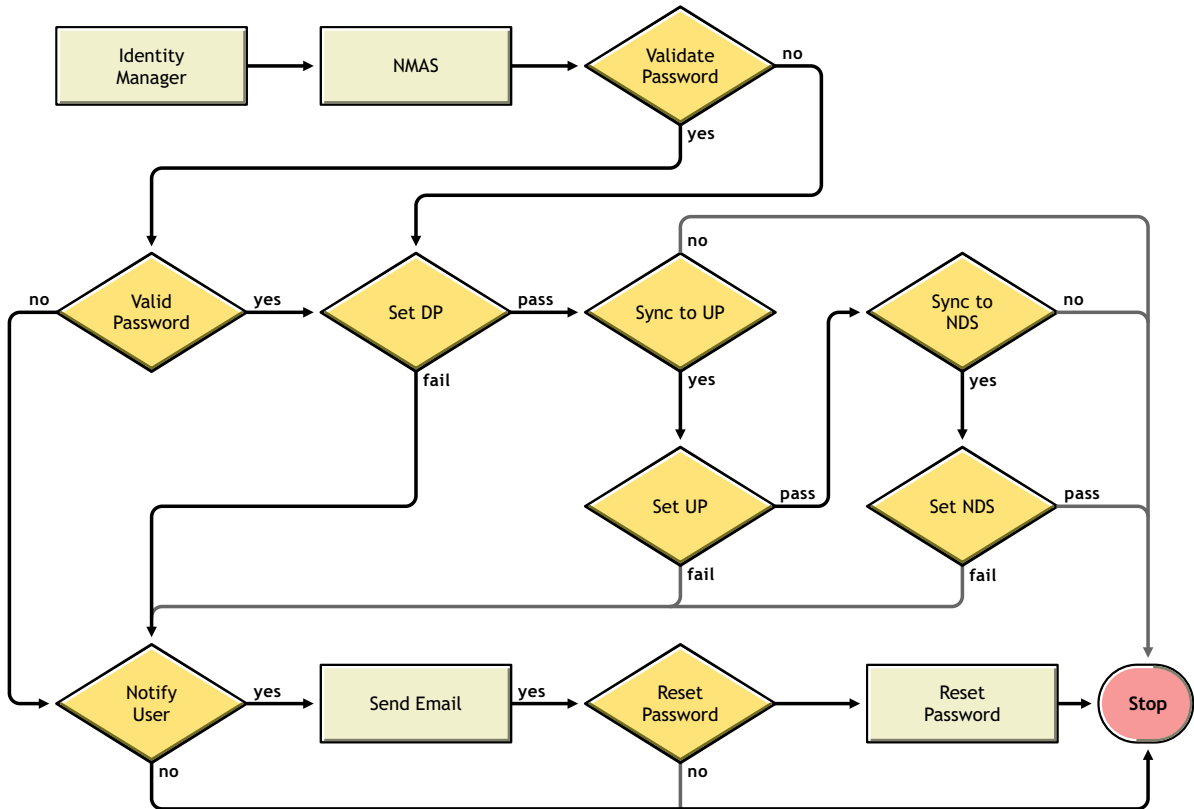 Identity
Manager
NMAS
Validate
Password
no
yes
no
Valid
Password
yes
Set DP
pass
fail
no
Sync to UP
yes
Sync to
NDS
no
yes
Set UP
pass
fail
Set NDS
pass
fail
Notify
User
yes
no
Send Email
yes
Reset
Password
no
Reset
Password
Stop